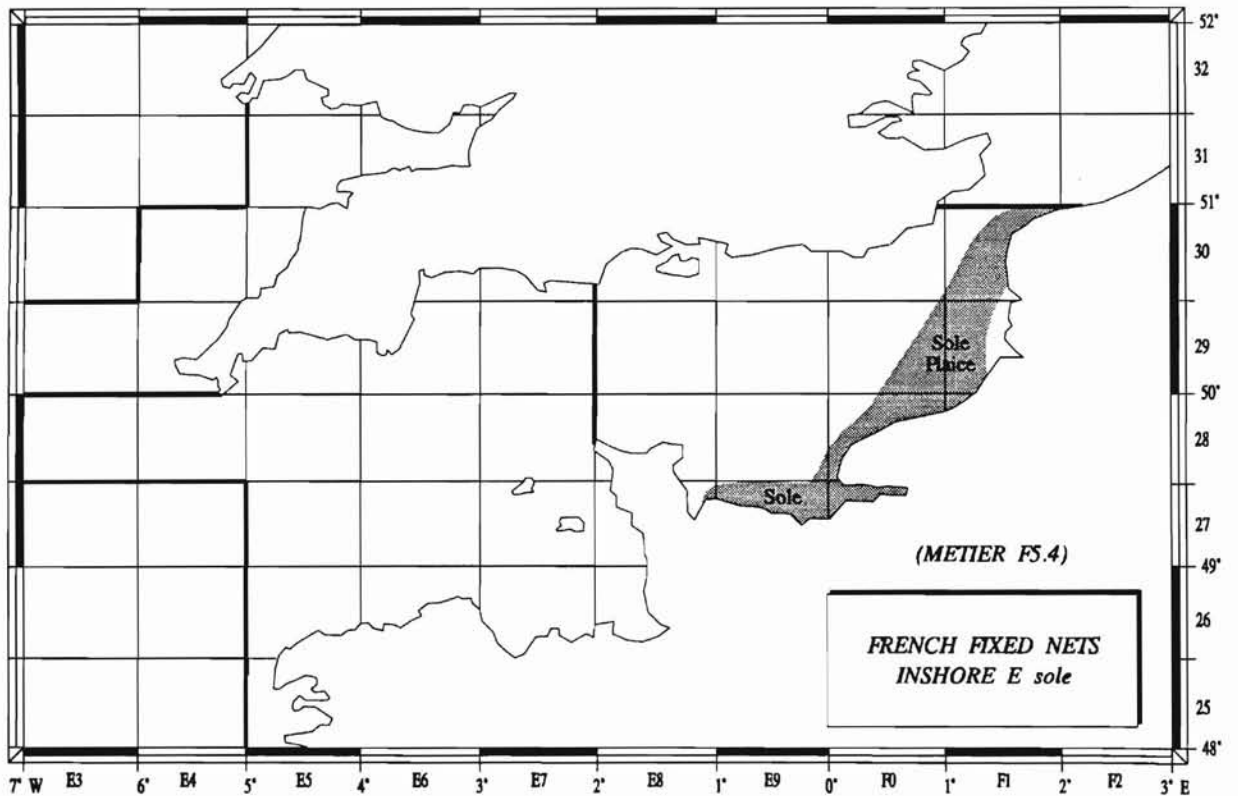 52°
32
31
51°
30
29
Sole
Plaice
50°
28
Sole
27
(METIER F5.4)
49°
26
FRENCH FIXED NETS
INSHORE E sole
25
48°
7° W E3 6° E4 5° E5 4° E6 3° E7 2° E8 1° E9 0° F0 1° F1 2° F2 3° E